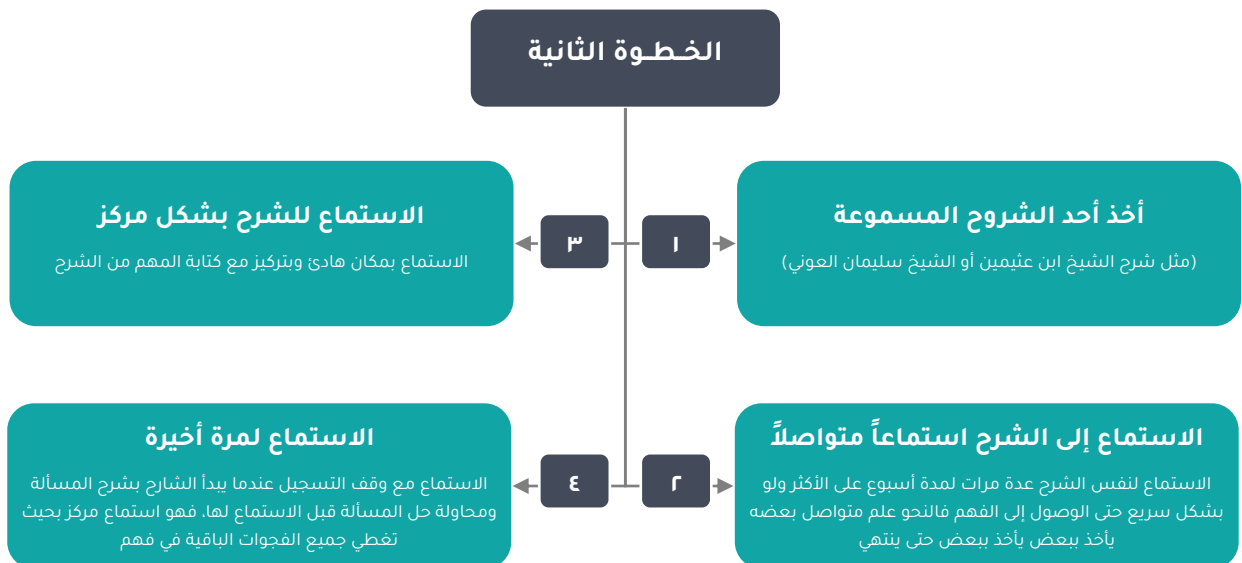 الخطوة الثانية
١
أخذ أحد الشروح المسموعة
(مثل شرح الشيخ ابن عثيمين أو الشيخ سليمان العوني)
٢
الاستماع إلى الشرح استماعاً متواصلاً
الاستماع لنفس الشرح عدة مرات لمدة أسبوع على الأكثر ولو
بشكل سريع حتى الوصول إلى الفهم فالنحو علم متواصل بعضه
يأخذ ببعض يأخذ ببعض حتى ينتهي
٣
الاستماع للشرح بشكل مركز
الاستماع بمكان هادئ وبتركيز مع كتابة المهم من الشرح
٤
الاستماع لمرة أخيرة
الاستماع مع وقف التسجيل عندما يبدأ الشارح بشرح المسألة
ومحاولة حل المسألة قبل الاستماع لها. فهو استماع مركز بحيث
تغطي جميع الفجوات الباقية في فهم